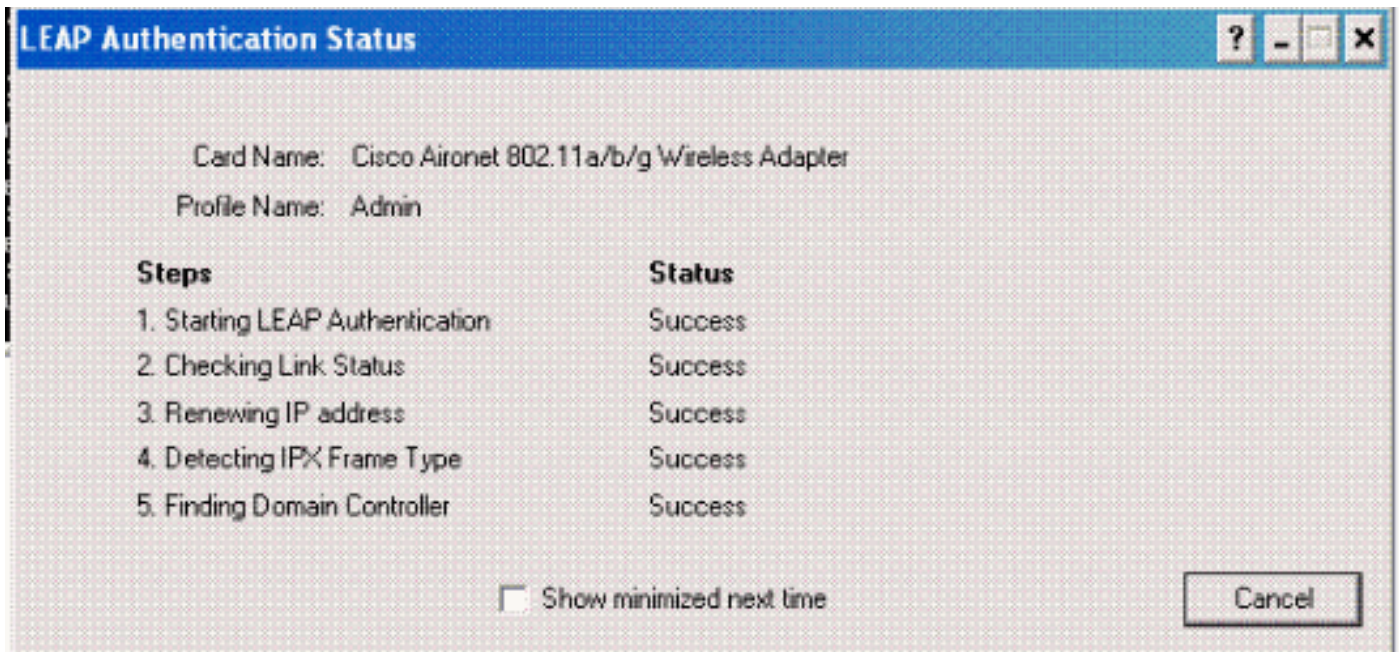 LEAP Authentication Status
Card Name: Cisco Aironet 802.11a/b/g Wireless Adapter
Profile Name: Admin
Steps Status
1. Starting LEAP Authentication Success
2. Checking Link Status Success
3. Renewing IP address Success
4. Detecting IPX Frame Type Success
5. Finding Domain Controller Success
Show minimized next time Cancel